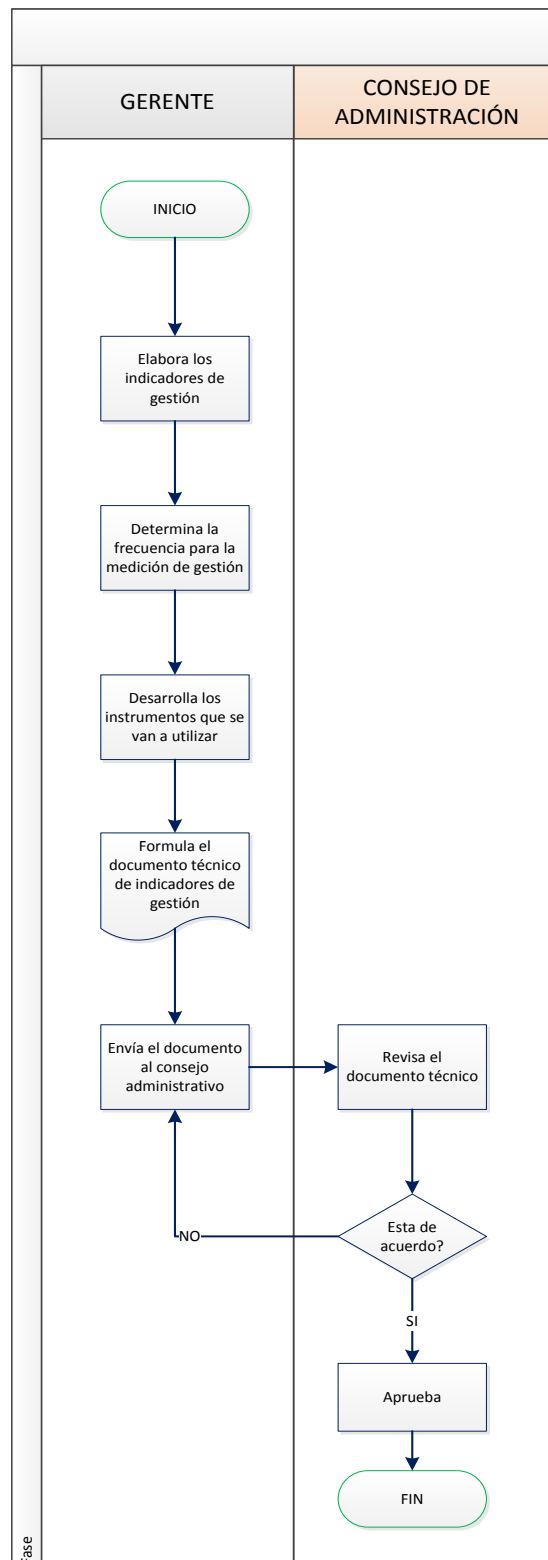 GERENTE
CONSEJO DE
ADMINISTRACIÓN
INICIO
Elabora los
indicadores de
gestión
Determina la
frecuencia para la
medición de gestión
Desarrolla los
instrumentos que se
van a utilizar
Formula el
documento técnico
de indicadores de
gestión
Envía el documento
al consejo
administrativo
Revisa el
documento técnico
Esta de
acuerdo?
NO
SI
Aprueba
FIN
Fase